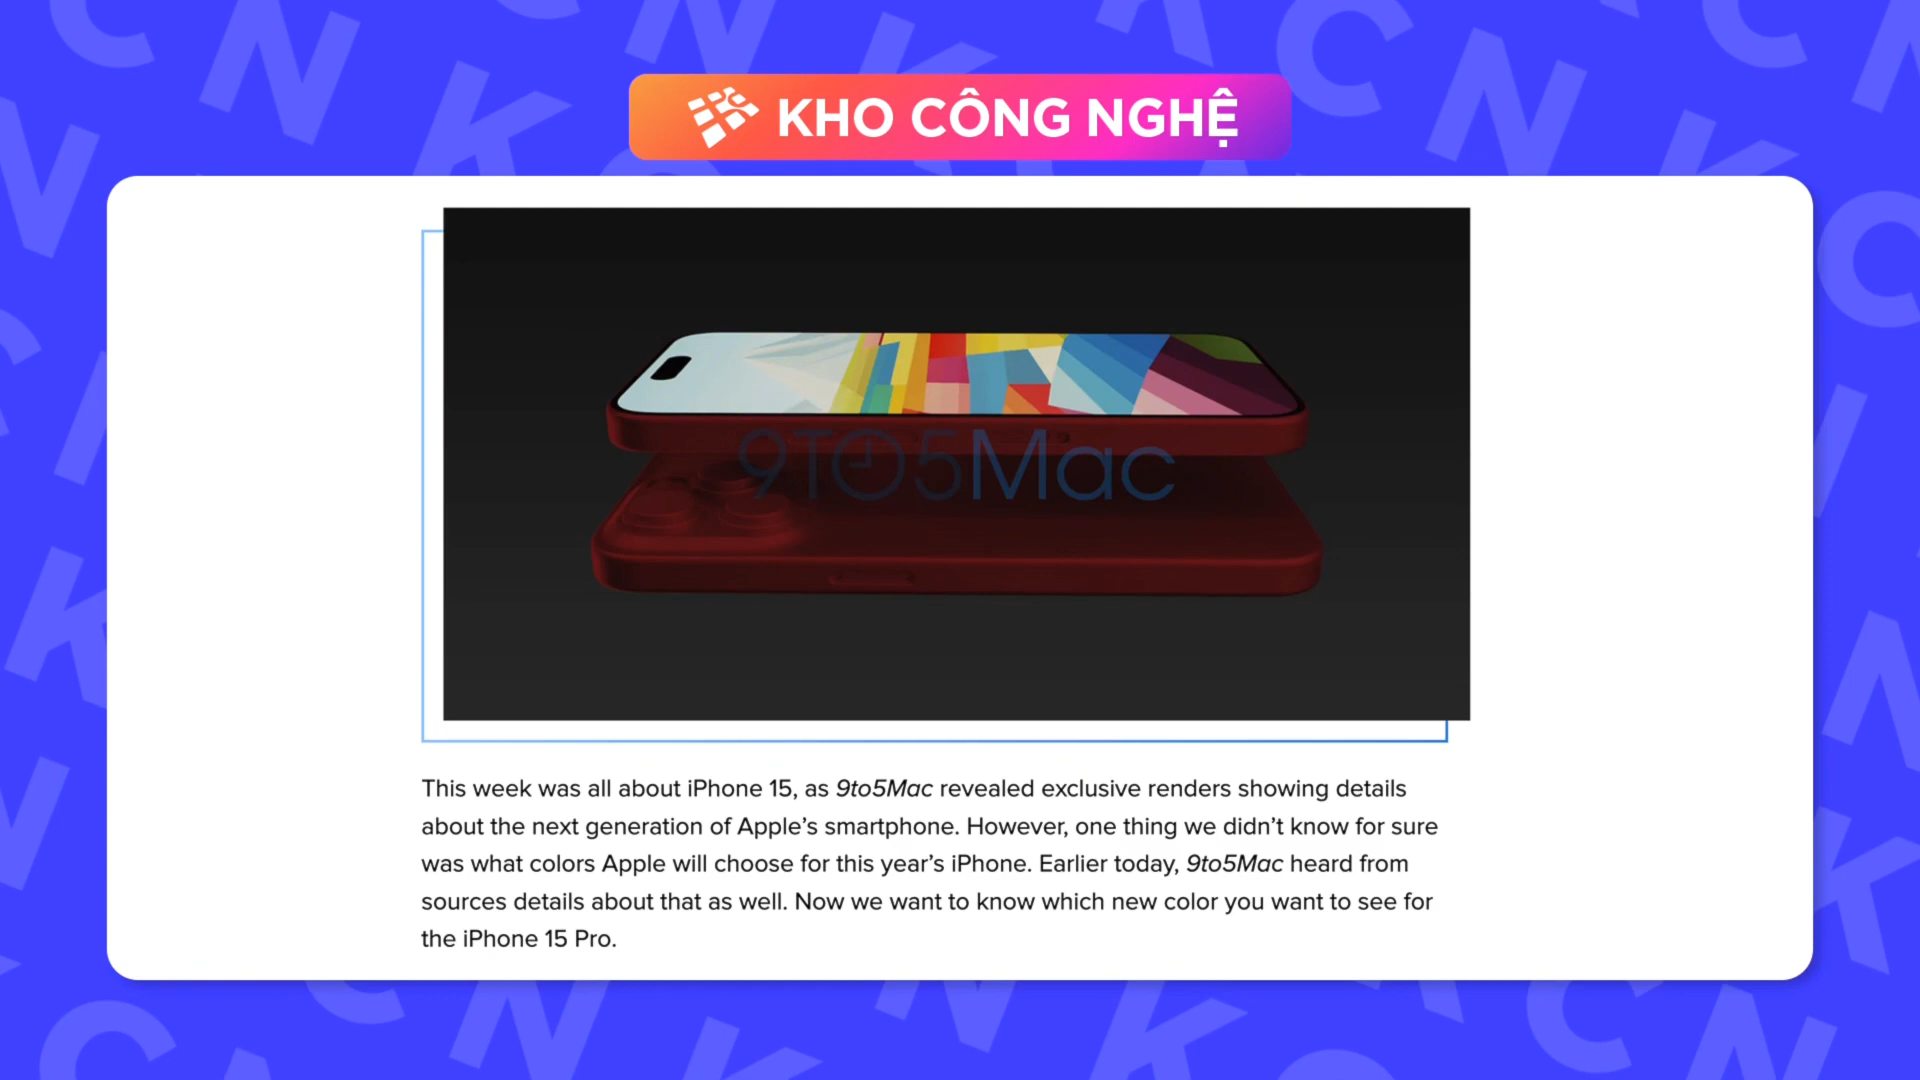 KHO CÔNG NGHỆ
9TO5Mac
This week was all about iPhone 15, as 9to5Mac revealed exclusive renders showing details
about the next generation of Apple’s smartphone. However, one thing we didn’t know for sure
was what colors Apple will choose for this year’s iPhone. Earlier today, 9to5Mac heard from
sources details about that as well. Now we want to know which new color you want to see for
the iPhone 15 Pro.